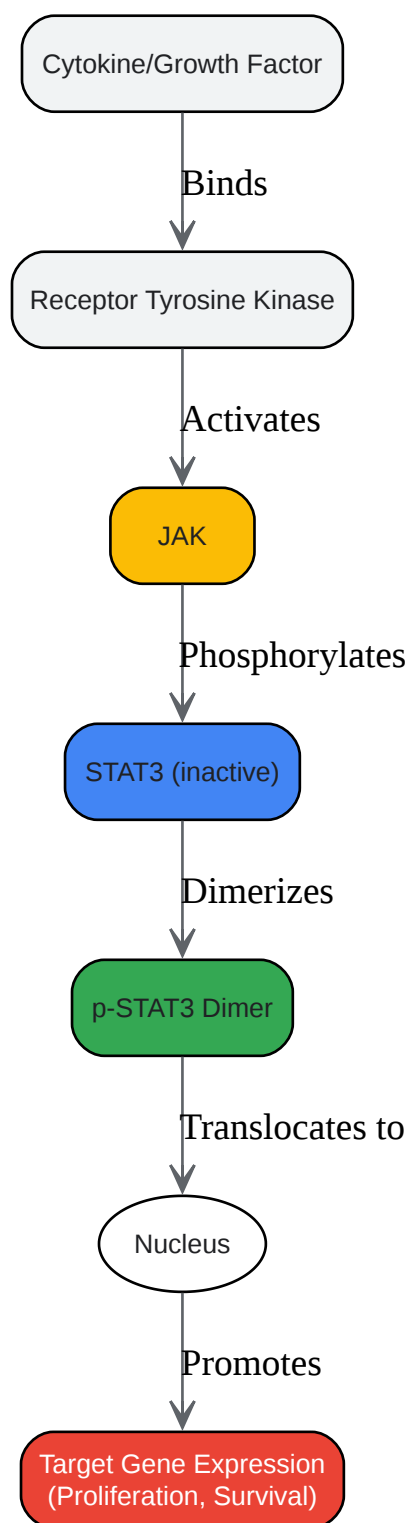 Cytokine/Growth Factor
Binds
Receptor Tyrosine Kinase
Activates
JAK
Phosphorylates
STAT3 (inactive)
Dimerizes
p-STAT3 Dimer
Translocates to
Nucleus
Promotes
Target Gene Expression
(Proliferation, Survival)